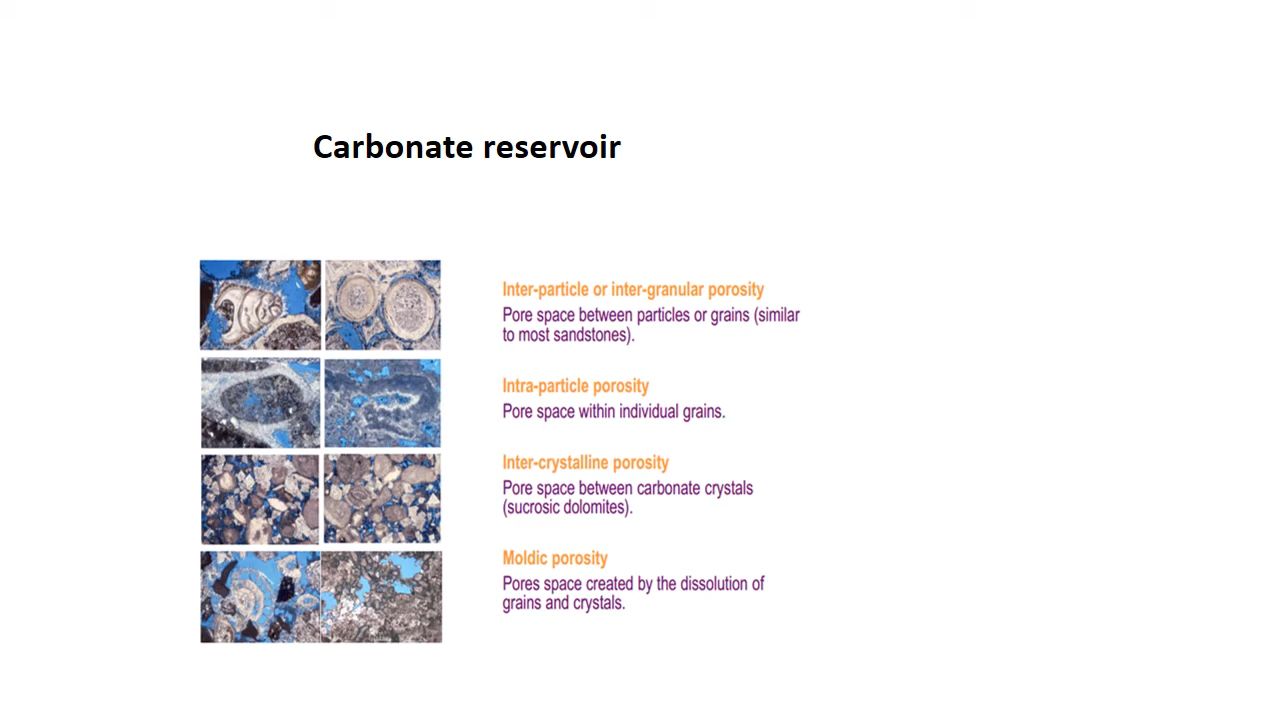 Carbonate reservoir
Inter-particle or inter-granular porosity
Pore space between particles or grains (similar
to most sandstones).
Intra-particle porosity
Pore space within individual grains.
Inter-crystalline porosity
Pore space between carbonate crystals
(sucrosic dolomites).
Moldic porosity
Pores space created by the dissolution of
grains and crystals.